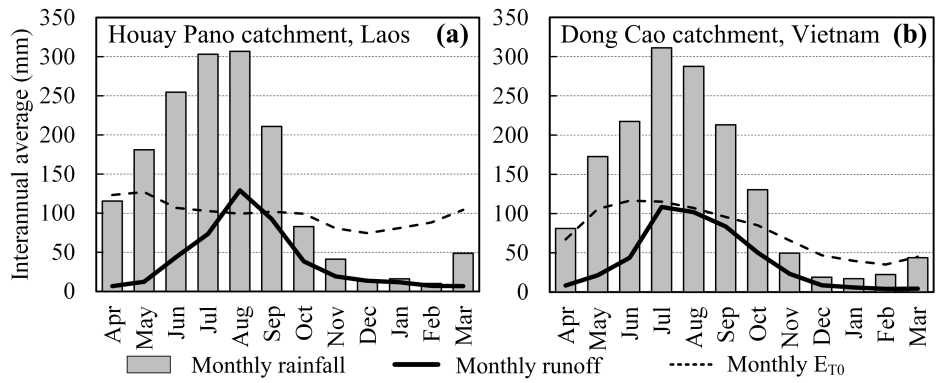 Houay Pano catchment, Laos (a)
Dong Cao catchment, Vietnam (b)
Interannual average (mm)
350
300
250
200
150
100
50
0
350
300
250
200
150
100
50
0
Apr
May
Jun
Jul
Aug
Sep
Oct
Nov
Dec
Jan
Feb
Mar
Apr
May
Jun
Jul
Aug
Sep
Oct
Nov
Dec
Jan
Feb
Mar
Monthly rainfall
Monthly runoff
Monthly E_T0